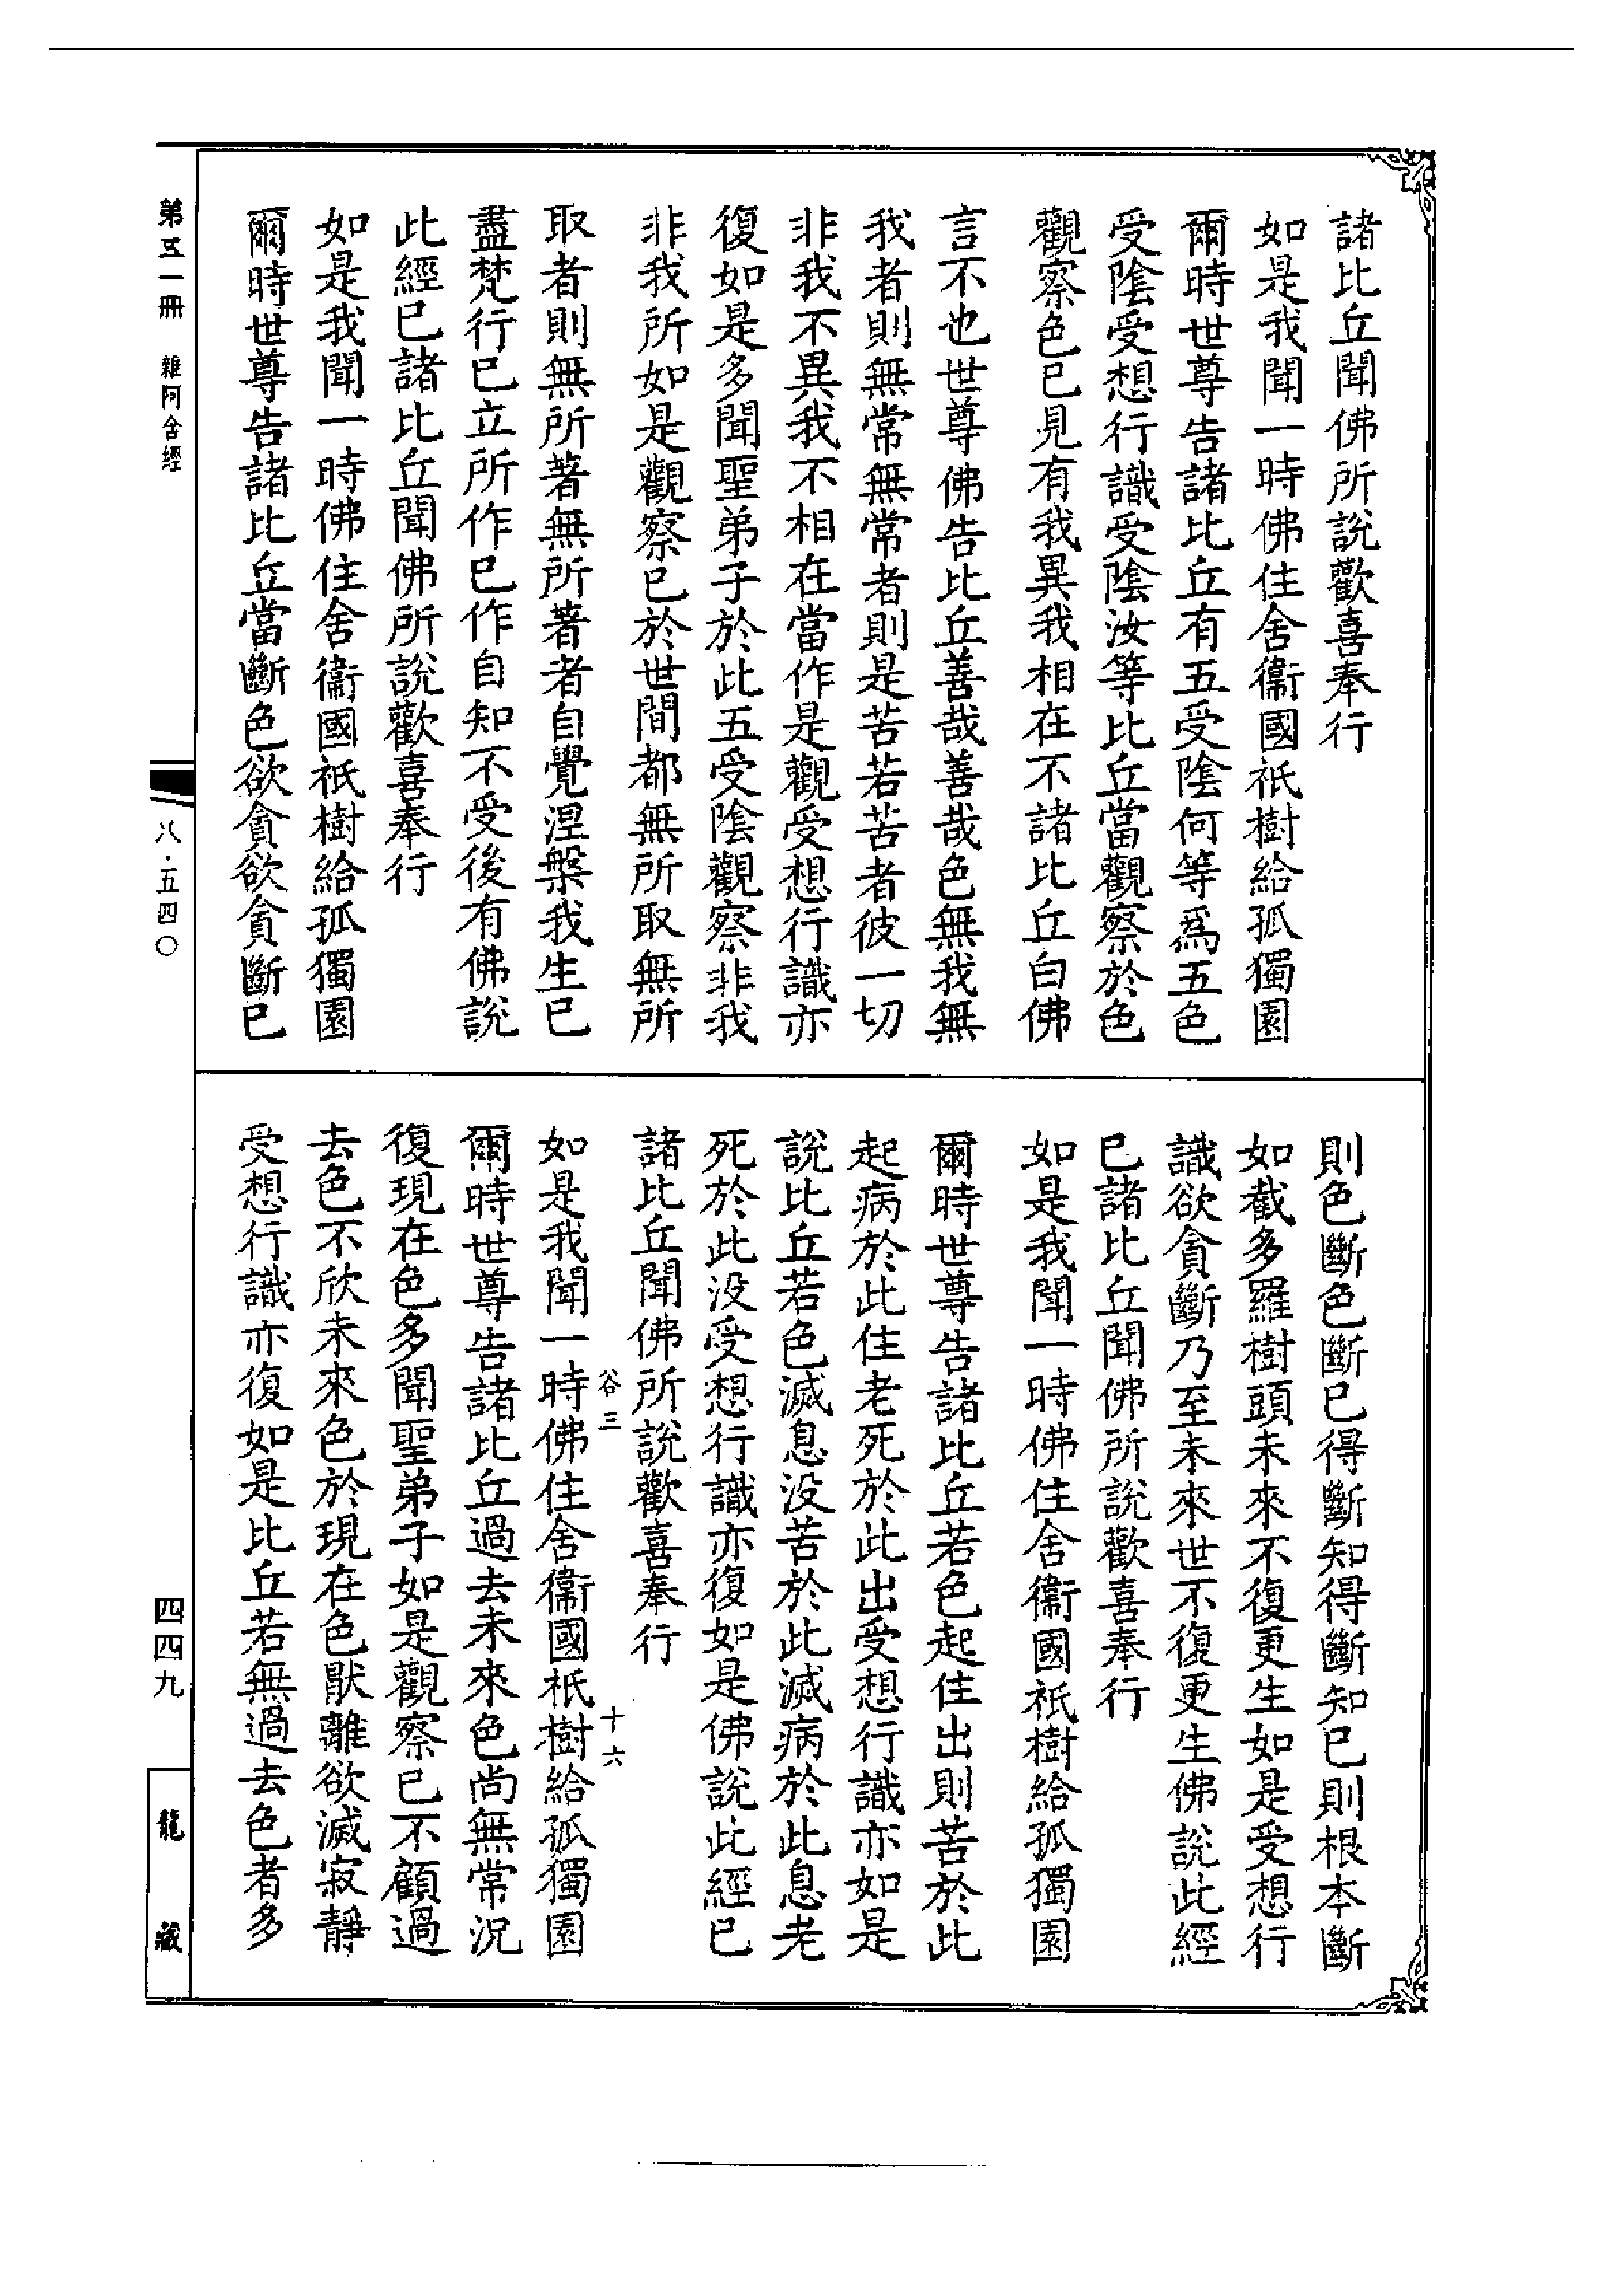 諸比丘聞佛所說歡喜奉行
如是我聞一時佛住舍衞國祇樹給孤獨園
爾時世尊告諸比丘有五受陰何等爲五色
受陰受想行識受陰汝等比丘當觀察於色
觀察色已見有我異我相在不諸比丘白佛
言不也世尊佛告比丘善哉善哉色無我無
我者則無常無常者則是苦若苦者彼一切
非我不異我不相在當作是觀受想行識亦
復如是多聞聖弟子於此五受陰觀察非我
非我所如是觀察已於世間都無所取無所
取者則無所著無所著者自覺涅槃我生已
盡梵行已立所作已作自知不受後有佛說
此經已諸比丘聞佛所說歡喜奉行
如是我聞一時佛住舍衞國祇樹給孤獨園
爾時世尊告諸比丘當斷色欲貪欲貪斷已
則色斷色斷已得斷知得斷知已則根本斷
如截多羅樹頭未來不復更生如是受想行
識欲貪斷乃至未來世不復更生佛說此經
已諸比丘聞佛所說歡喜奉行
如是我聞一時佛住舍衞國祇樹給孤獨園
爾時世尊告諸比丘若色起住出則苦於此
起病於此住老死於此出受想行識亦如是
說比丘若色滅息没苦於此滅病於此息老
死於此没受想行識亦復如是佛說此經已
諸比丘聞佛所說歡喜奉行
谷三 十六
如是我聞一時佛住舍衞國祇樹給孤獨園
爾時世尊告諸比丘過去未來色尚無常況
復現在色多聞聖弟子如是觀察已不顧過
去色不欣未來色於現在色猒離欲滅寂靜
受想行識亦復如是比丘若無過去色者多
第五一冊 雜阿含經
八·五四〇
四四九
龍藏